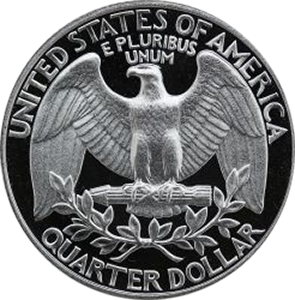 UNITED STATES OF AMERICA
E PLURIBUS
UNUM
QUARTER DOLLAR